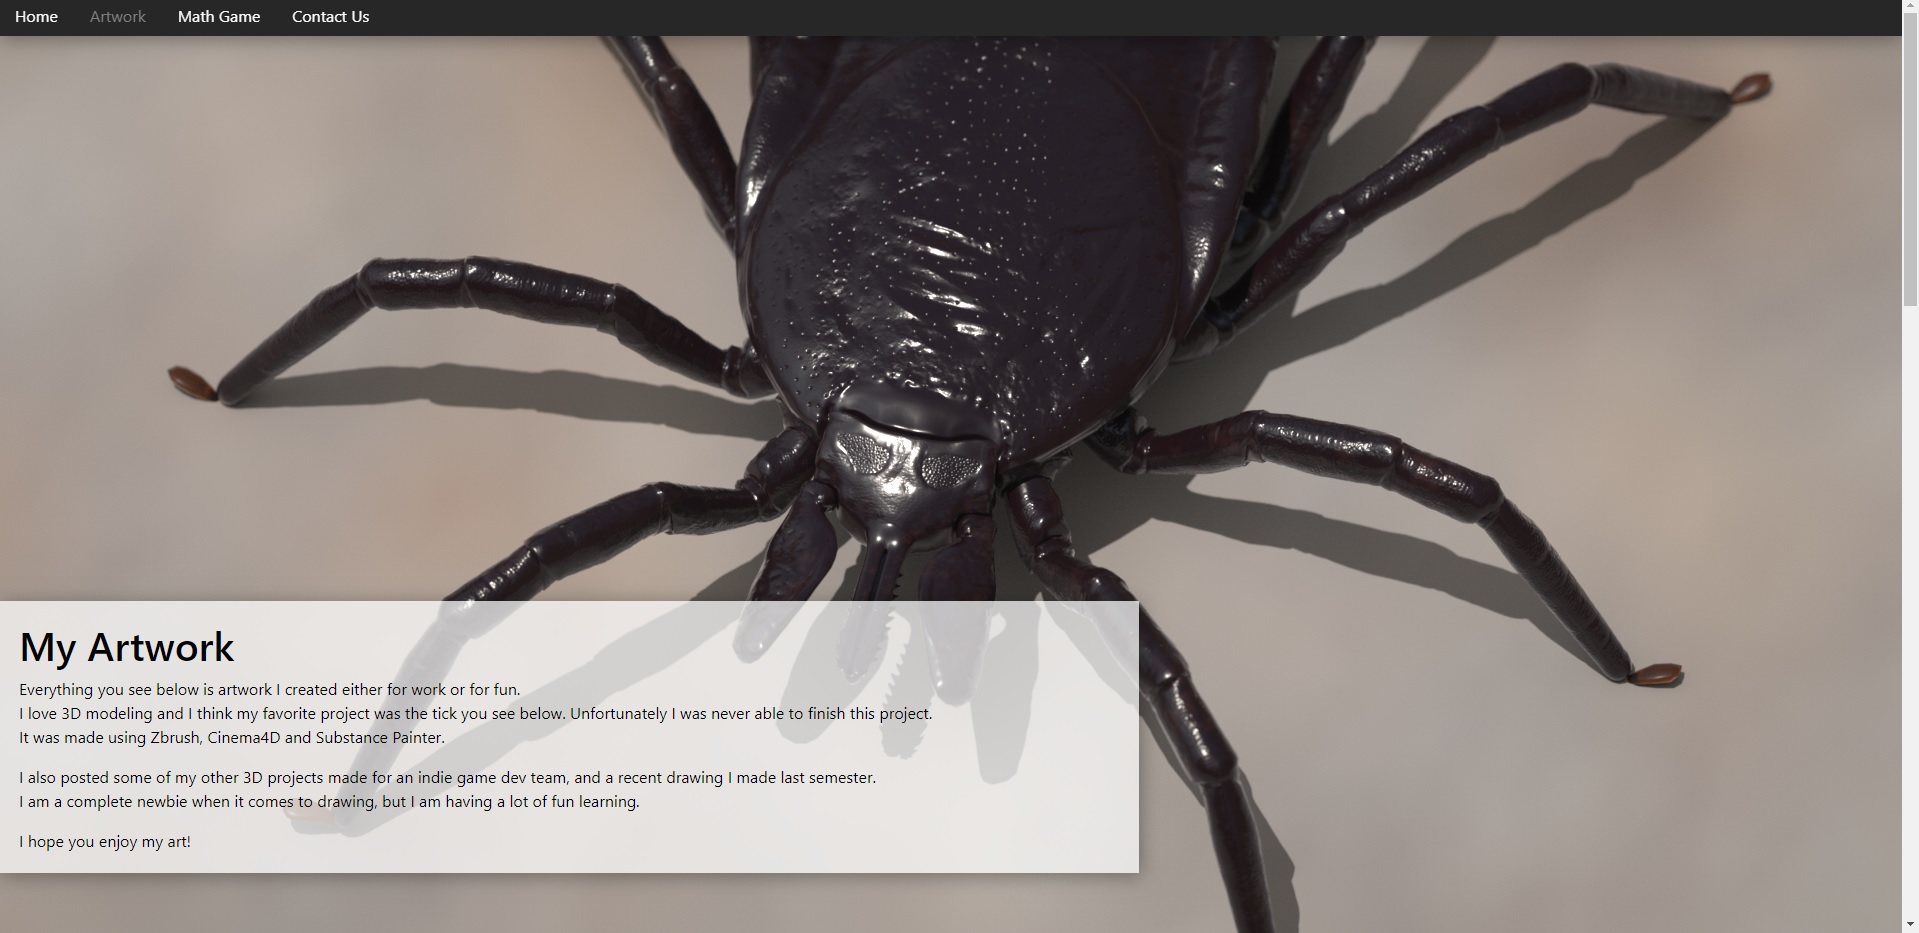 Home Artwork Math Game Contact Us
My Artwork
Everything you see below is artwork I created either for work or for fun.
I love 3D modeling and I think my favorite project was the tick you see below. Unfortunately I was never able to finish this project.
It was made using Zbrush, Cinema4D and Substance Painter.
I also posted some of my other 3D projects made for an indie game dev team, and a recent drawing I made last semester.
I am a complete newbie when it comes to drawing, but I am having a lot of fun learning.
I hope you enjoy my art!